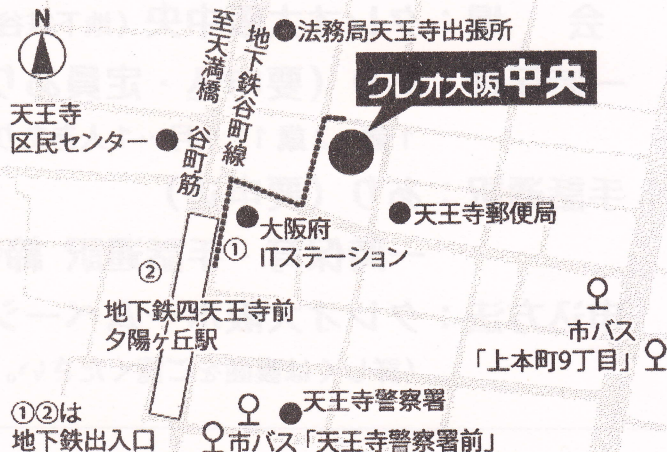 N
至天満橋 谷町筋
地下鉄谷町線
法務局天王寺出張所
クレオ大阪中央
天王寺
区民センター
天王寺郵便局
大阪府
ITステーション
①
②
地下鉄四天王寺前
夕陽ヶ丘駅
市バス
「上本町9丁目」
天王寺警察署
市バス「天王寺警察署前」
①②は
地下鉄出入口